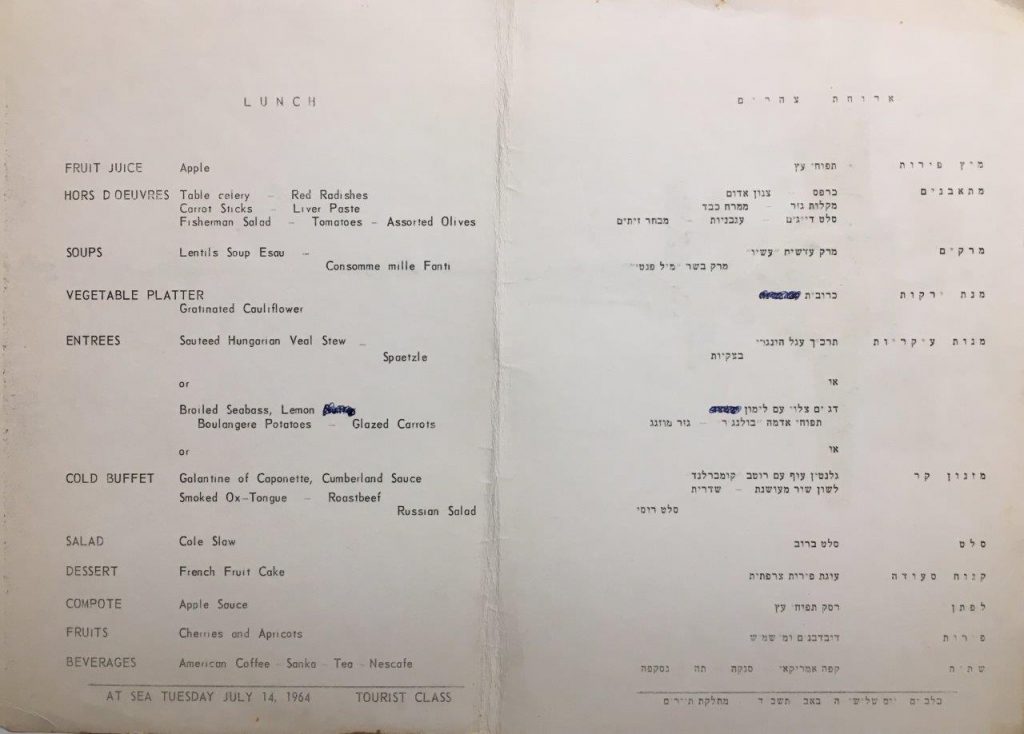 LUNCH
FRUIT JUICE Apple
HORS D OEUVRES Table celery – Red Radishes
Carrot Sticks – Liver Paste
Fisherman Salad – Tomatoes – Assorted Olives
SOUPS Lentils Soup Esau –
Consomme mille Fanti
VEGETABLE PLATTER
Gratinated Cauliflower
ENTREES Sauteed Hungarian Veal Stew –
Spaetzle
or
Broiled Seabass, Lemon
Boulangere Potatoes – Glazed Carrots
or
COLD BUFFET Galantine of Caponette, Cumberland Sauce
Smoked Ox-Tongue – Roastbeef
Russian Salad
SALAD Cole Slaw
DESSERT French Fruit Cake
COMPOTE Apple Sauce
FRUITS Cherries and Apricots
BEVERAGES American Coffee - Sanka - Tea - Nescafe
AT SEA TUESDAY JULY 14, 1964 TOURIST CLASS
ארוחת צהרים
מיץ פירות תפוחי עץ
מתאבנים כרפס – צנון אדום
מקלות גזר – ממרח כבד
סלט דייגים – עגבניות – מבחר זיתים
מרקים מרק עדשים "עשיו"
מרק בשר "מיל פנטי"
מנת ירקות כרובית
מנות עיקריות תרביך עגל הונגרי
בצקיות
או
דג ים צלוי עם לימון
תפוחי אדמה "בולנג'ר" – גזר מזוגג
או
מזנון קר גלנטין עוף עם רוטב קומברלנד
לשון שור מעושנת – שדרית
סלט רוסי
סלט סלט כרוב
קנוח סעודה עוגת פירות צרפתית
לפתן רסק תפוחי עץ
פירות דובדבנים ומישמיש
שתיה קפה אמריקאי – סנקה – תה – נסקפה
בלב ים יום שלישי ה באב תשכ"ד מחלקת תיירים